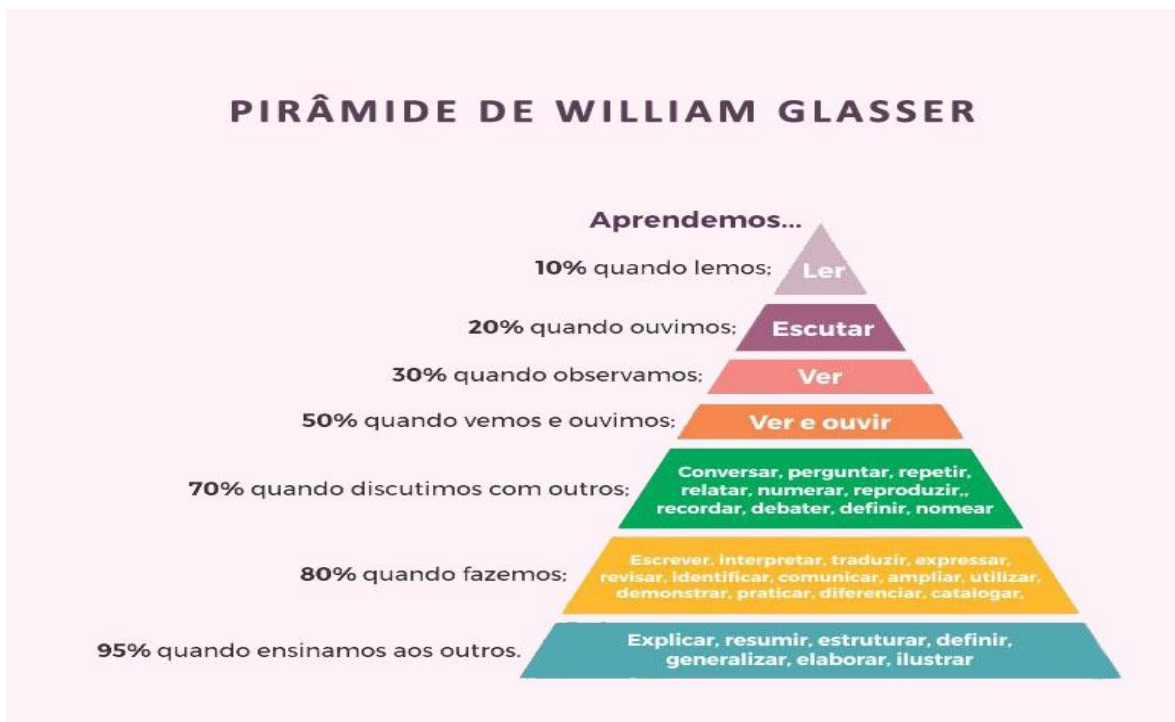 PIRÂMIDE DE WILLIAM GLASSER
Aprendemos...
10% quando lemos;
Ler
20% quando ouvimos;
Escutar
30% quando observamos;
Ver
50% quando vemos e ouvimos;
Ver e ouvir
70% quando discutimos com outros;
Conversar, perguntar, repetir,
relatar, numerar, reproduzir,,
recordar, debater, definir, nomear
80% quando fazemos;
Escrever, interpretar, traduzir, expressar,
revisar, identificar, comunicar, ampliar, utilizar,
demonstrar, praticar, diferenciar, catalogar,
95% quando ensinamos aos outros.
Explicar, resumir, estruturar, definir,
generalizar, elaborar, ilustrar